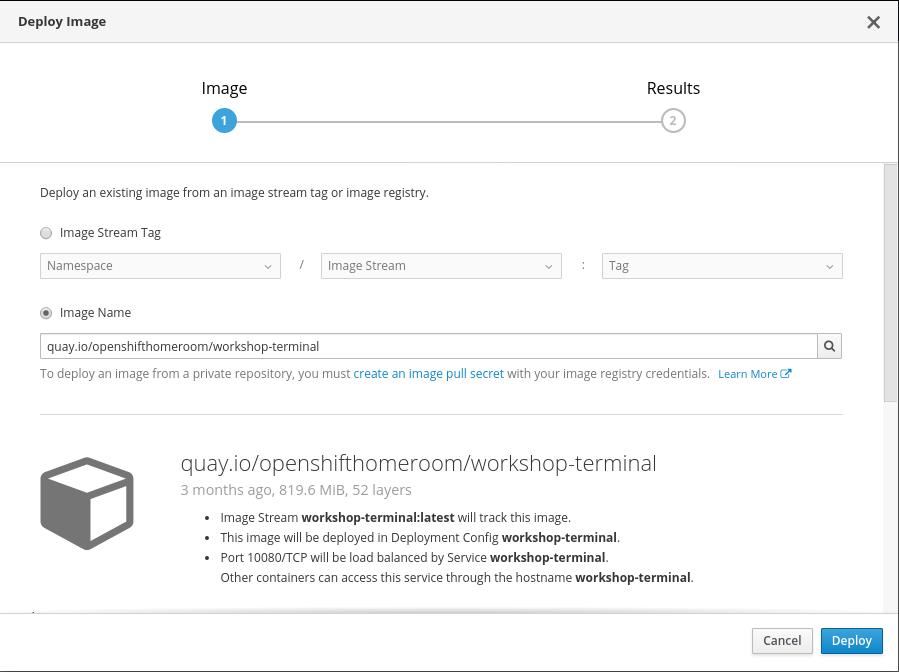 Deploy Image
Image
Results
1
2
Deploy an existing image from an image stream tag or image registry.
Image Stream Tag
Namespace / Image Stream : Tag
Image Name
quay.io/openshifthomeroom/workshop-terminal
To deploy an image from a private repository, you must create an image pull secret with your image registry credentials. Learn More
quay.io/openshifthomeroom/workshop-terminal
3 months ago, 819.6 MiB, 52 layers
• Image Stream workshop-terminal:latest will track this image.
• This image will be deployed in Deployment Config workshop-terminal.
• Port 10080/TCP will be load balanced by Service workshop-terminal.
Other containers can access this service through the hostname workshop-terminal.
Cancel
Deploy